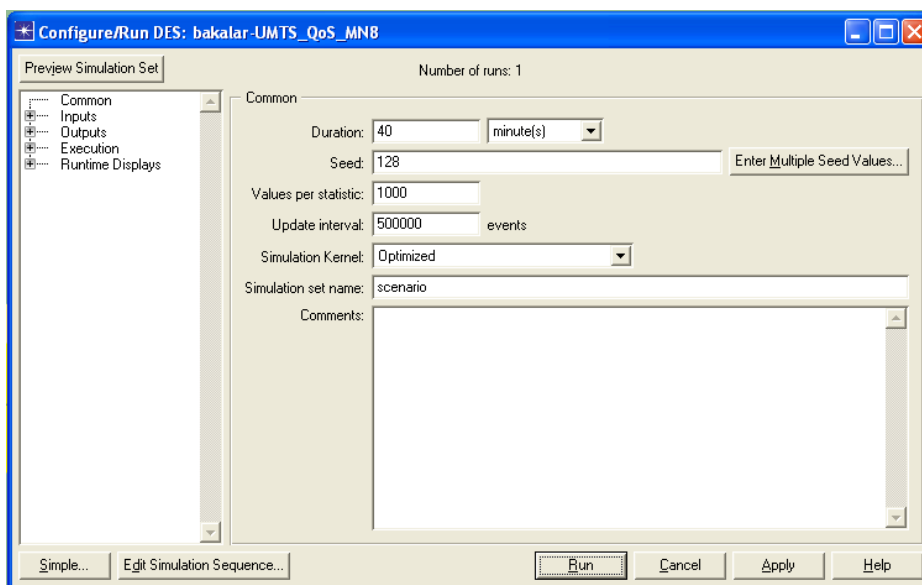 Configure/Run DES: bakalar-UMTS_QoS_MN8
Preview Simulation Set
Number of runs: 1
Common
Inputs
Outputs
Execution
Runtime Displays
Common
Duration: 40 minute(s)
Seed: 128 Enter Multiple Seed Values...
Values per statistic: 1000
Update interval: 500000 events
Simulation Kernel: Optimized
Simulation set name: scenario
Comments:
Simple... Edit Simulation Sequence... Run Cancel Apply Help